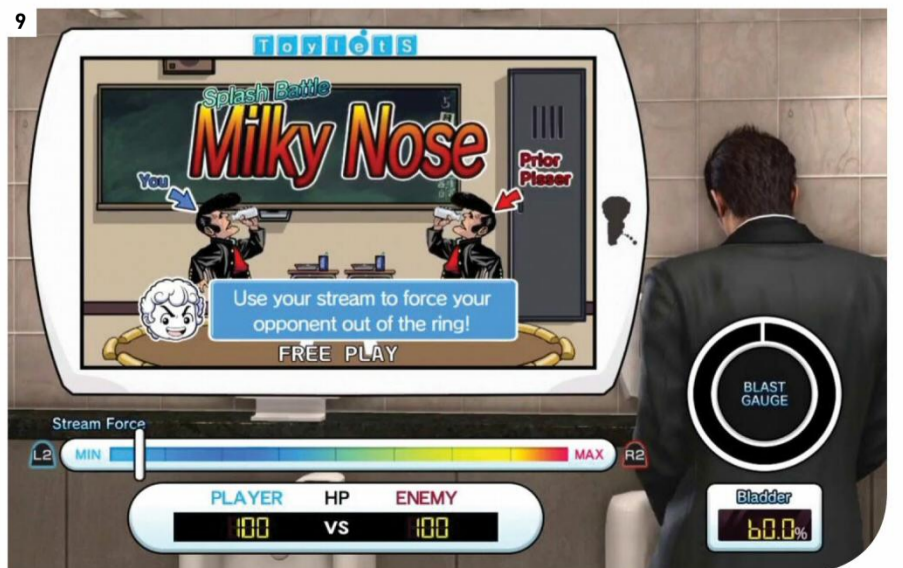 9
ToyletS
Splash Battle
Milky Nose
You
Prior
Pisser
Use your stream to force your
opponent out of the ring!
FREE PLAY
BLAST
GAUGE
Stream Force
L2
MIN
MAX
R2
PLAYER HP ENEMY
100 VS 100
Bladder
60.0%